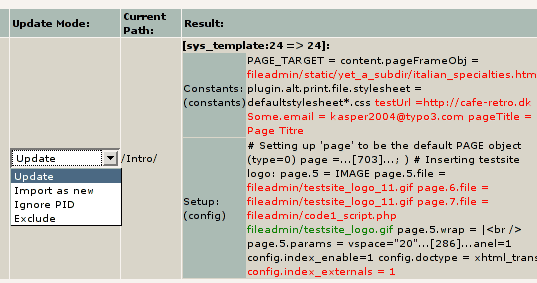 Update Mode:
Current Path:
Result:
[sys_template:24 => 24]:
Constants:
(constants)
PAGE_TARGET = content.pageFrameObj =
fileadmin/static/yet_a_subdir/italian_specialties.htm
plugin.alt.print.file.stylesheet =
defaultstylesheet*.css testUrl =http://cafe-retro.dk
Some.email = kasper2004@typo3.com pageTitle =
Page Titre
Update
/Intro/
Update
Import as new
Ignore PID
Exclude
Setup:
(config)
# Setting up 'page' to be the default PAGE object
(type=0) page =...[703]...; ) # Inserting testsite
logo: page.5 = IMAGE page.5.file =
fileadmin/testsite_logo_11.gif page.6.file =
fileadmin/testsite_logo_11.gif page.7.file =
fileadmin/code1_script.php
fileadmin/testsite_logo.gif page.5.wrap = |<br />
page.5.params = vspace="20"...[286]...anel=1
config.index_enable=1 config.doctype = xhtml_trans
config.index_externals = 1